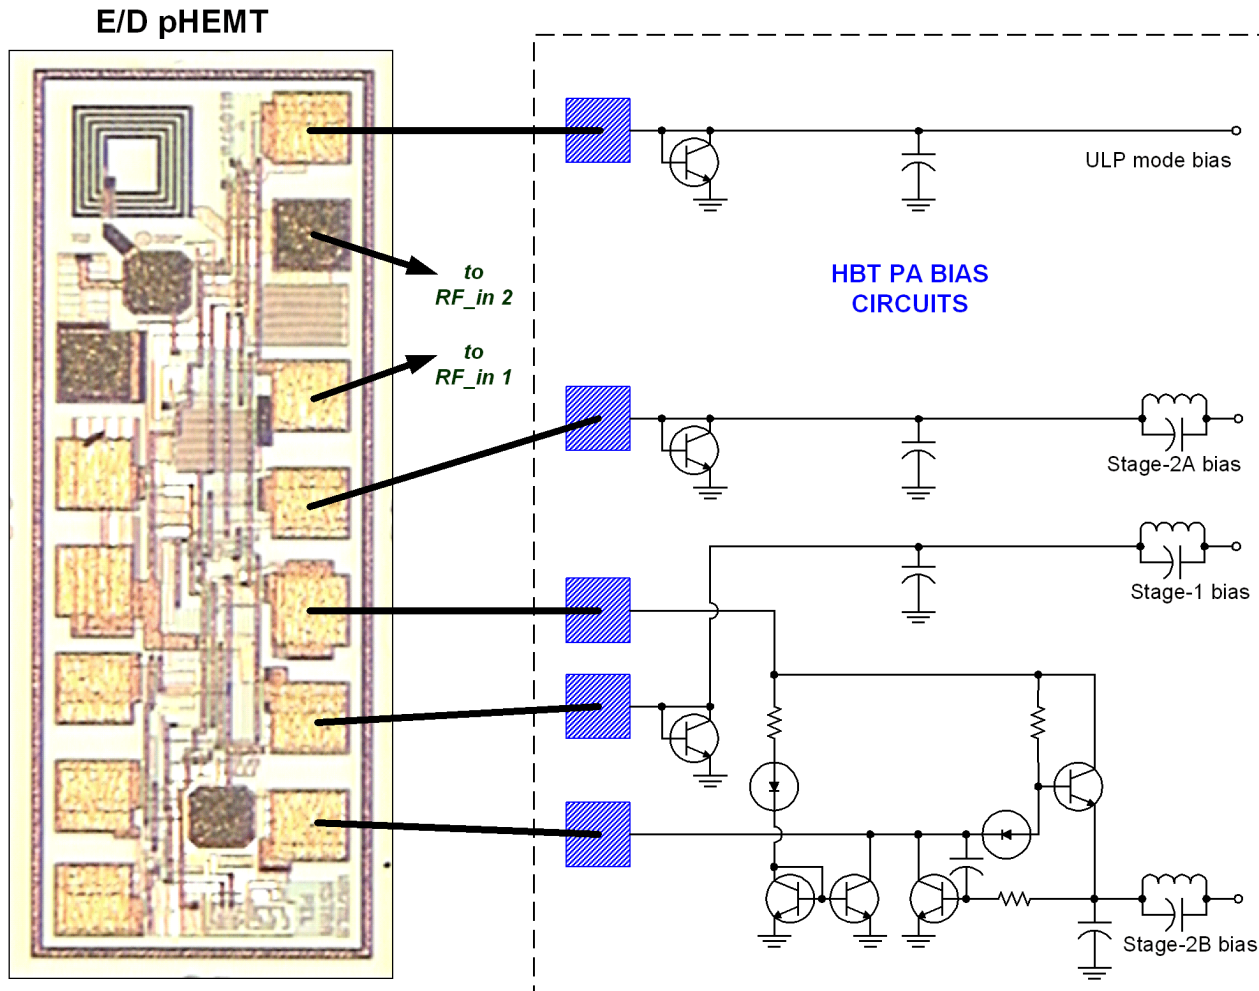 E/D pHEMT
ULP mode bias
HBT PA BIAS
CIRCUITS
to
RF_in 2
to
RF_in 1
Stage-2A bias
Stage-1 bias
Stage-2B bias